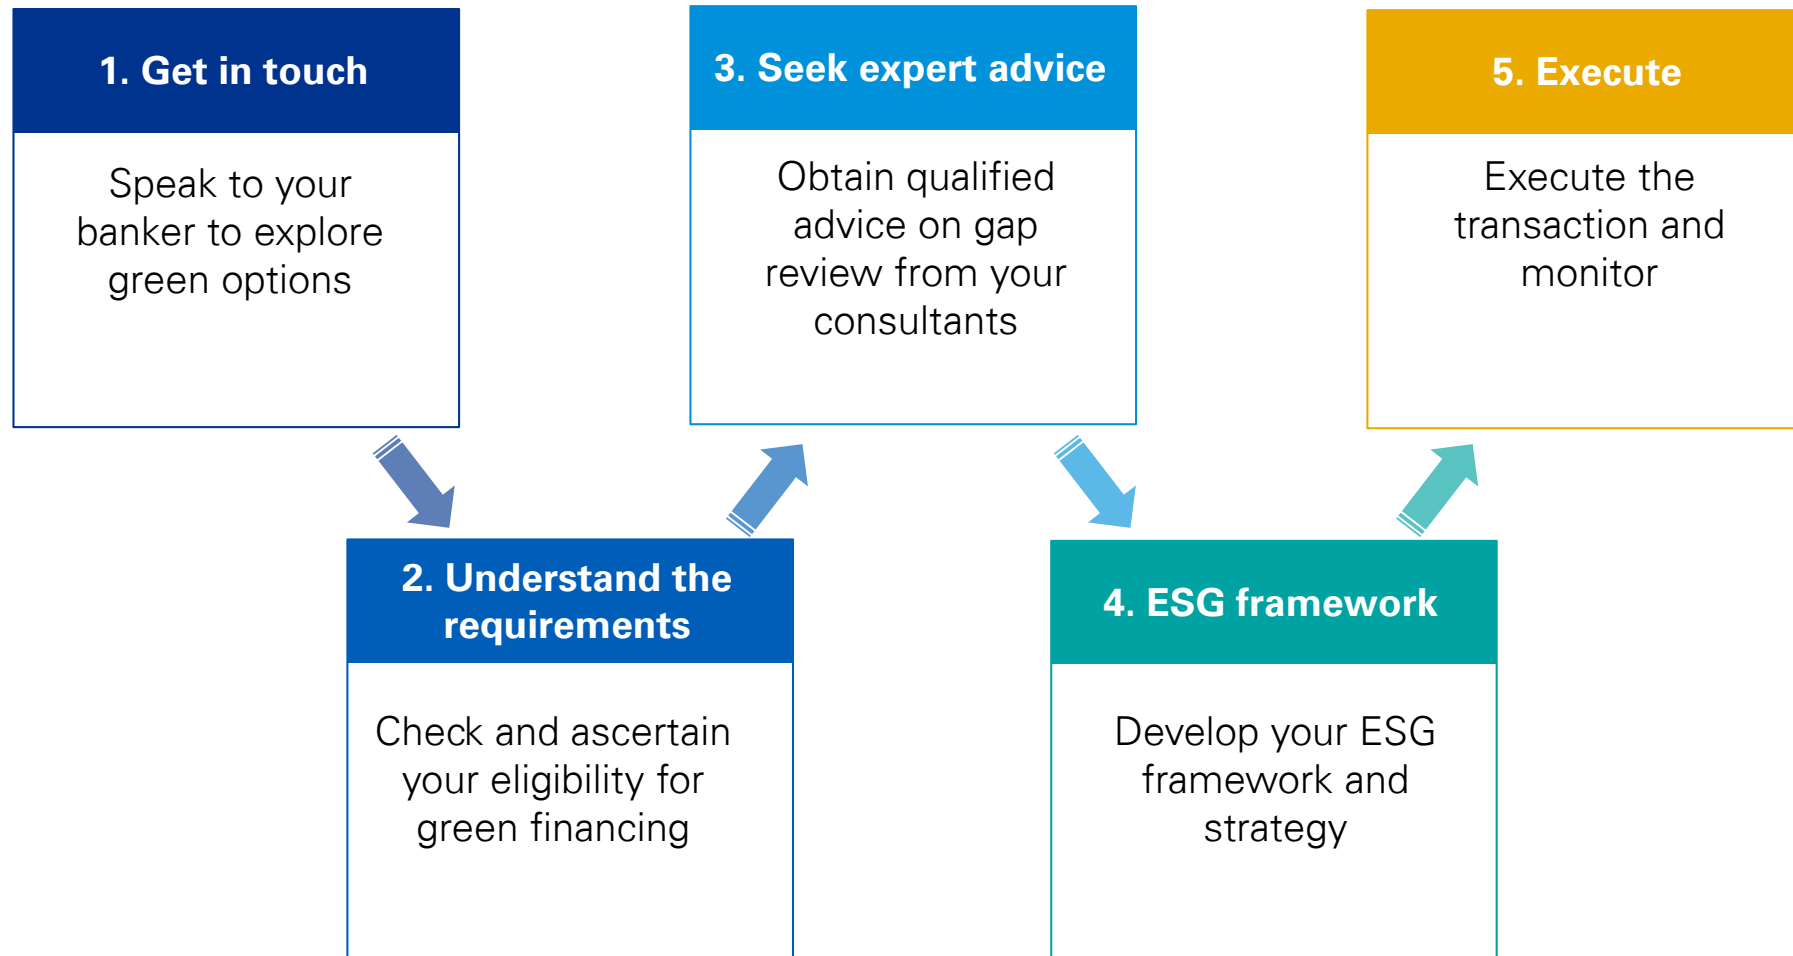 1. Get in touch
Speak to your
banker to explore
green options
2. Understand the
requirements
Check and ascertain
your eligibility for
green financing
3. Seek expert advice
Obtain qualified
advice on gap
review from your
consultants
4. ESG framework
Develop your ESG
framework and
strategy
5. Execute
Execute the
transaction and
monitor